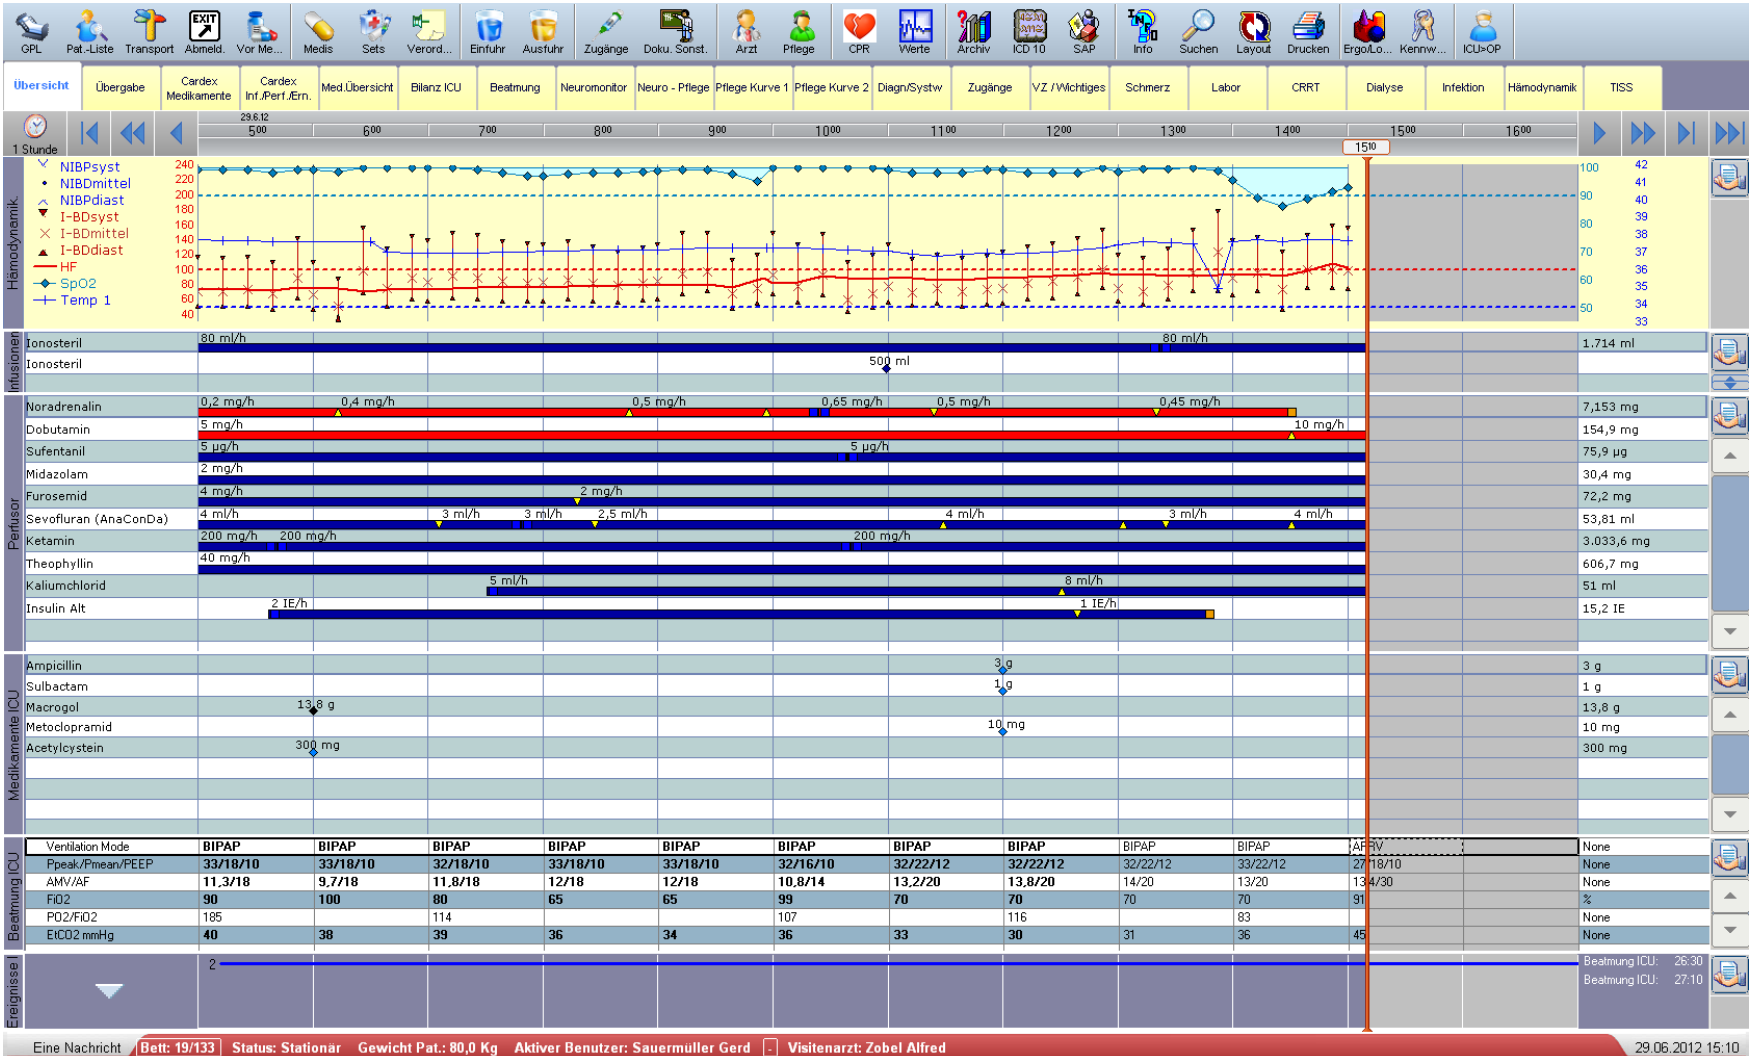 GPL Pat.-Liste Transport Abmeld. Vor Me... Medis Sets Verord... Einfuhr Ausfuhr Zugänge Doku. Sonst. Arzt Pflege CPR Werte Archiv ICD 10 SAP Info Suchen Layout Drucken Ergo/Lo... Kennw... ICU>OP
EXIT
Übersicht Übergabe Cardex Medikamente Cardex Inf./Perf./Ern. Med.Übersicht Bilanz ICU Beatmung Neuromonitor Neuro - Pflege Pflege Kurve 1 Pflege Kurve 2 Diagn/Systw Zugänge VZ / Wichtiges Schmerz Labor CRRT Dialyse Infektion Hämodynamik TISS
29.6.12
1 Stunde 5⁰⁰ 6⁰⁰ 7⁰⁰ 8⁰⁰ 9⁰⁰ 10⁰⁰ 11⁰⁰ 12⁰⁰ 13⁰⁰ 14⁰⁰ 15⁰⁰ 16⁰⁰
15¹⁰
Hämodynamik.
NIBPsyst
NIBDmittel
NIBPdiast
I-BDsyst
I-BDmittel
I-BDdiast
HF
SpO2
Temp 1
240
220
200
180
160
140
120
100
80
60
40
100
90
80
70
60
50
42
41
40
39
38
37
36
35
34
33
Infusionen
Ionosteril 80 ml/h 80 ml/h 1.714 ml
Ionosteril 500 ml
Perfusor
Noradrenalin 0,2 mg/h 0,4 mg/h 0,5 mg/h 0,65 mg/h 0,5 mg/h 0,45 mg/h 7,153 mg
Dobutamin 5 mg/h 10 mg/h 154,9 mg
Sufentanil 5 µg/h 5 µg/h 75,9 µg
Midazolam 2 mg/h 30,4 mg
Furosemid 4 mg/h 2 mg/h 72,2 mg
Sevofluran (AnaConDa) 4 ml/h 3 ml/h 3 ml/h 2,5 ml/h 4 ml/h 3 ml/h 4 ml/h 53,81 ml
Ketamin 200 mg/h 200 mg/h 200 mg/h 3.033,6 mg
Theophyllin 40 mg/h 606,7 mg
Kaliumchlorid 5 ml/h 8 ml/h 51 ml
Insulin Alt 2 IE/h 1 IE/h 15,2 IE
Medikamente ICU
Ampicillin 3 g 3 g
Sulbactam 1 g 1 g
Macrogol 13,8 g 13,8 g
Metoclopramid 10 mg 10 mg
Acetylcystein 300 mg 300 mg
Beatmung ICU
Ventilation Mode BIPAP BIPAP BIPAP BIPAP BIPAP BIPAP BIPAP BIPAP BIPAP BIPAP APRV None
Ppeak/Pmean/PEEP 33/18/10 33/18/10 32/18/10 33/18/10 33/18/10 32/16/10 32/22/12 32/22/12 32/22/12 33/22/12 27/18/10 None
AMV/AF 11,3/18 9,7/18 11,8/18 12/18 12/18 10,8/14 13,2/20 13,8/20 14/20 13/20 13,4/30 None
FiO2 90 100 80 65 65 99 70 70 70 70 91 %
PO2/FiO2 185 114 107 116 83 None
EtCO2 mmHg 40 38 39 36 34 36 33 30 31 36 45 None
Ereignisse I
2
Beatmung ICU: 26:30
Beatmung ICU: 27:10
Eine Nachricht Bett: 19/133 Status: Stationär Gewicht Pat.: 80,0 Kg Aktiver Benutzer: Sauermüller Gerd - Visitenarzt: Zobel Alfred 29.06.2012 15:10